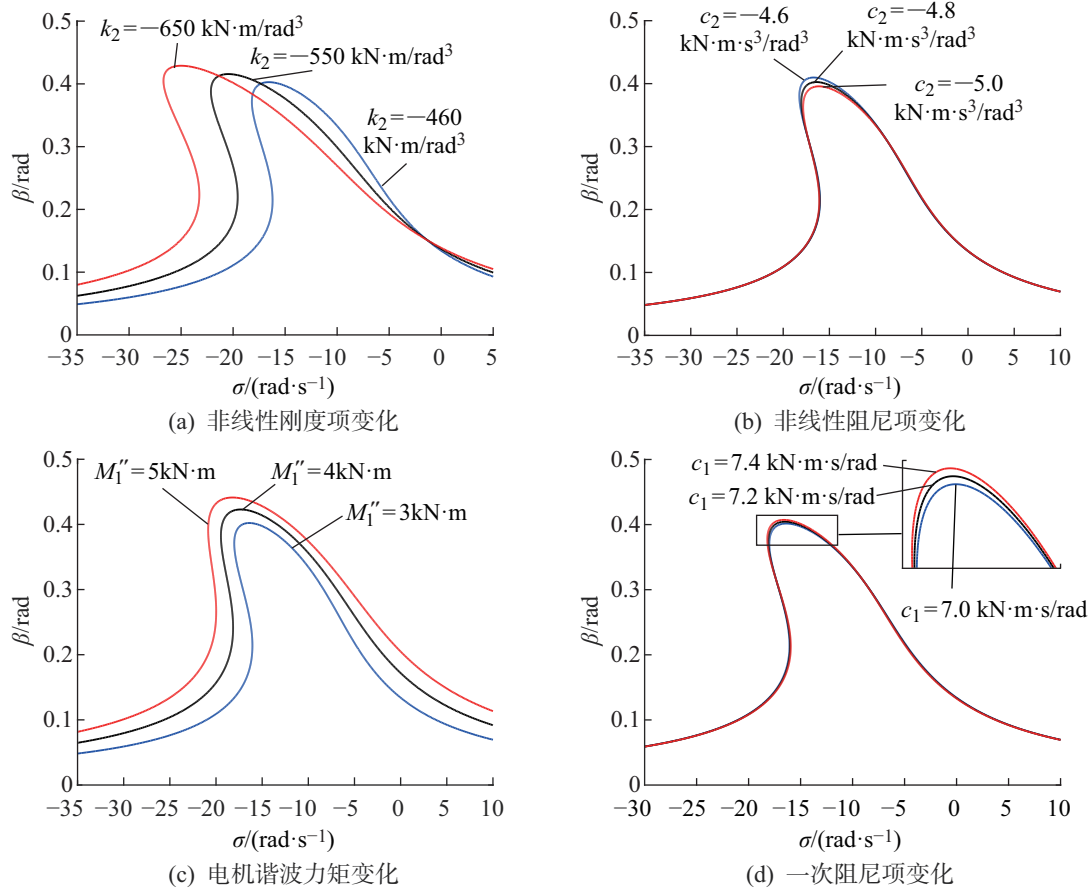 0.5
0.4
0.3
0.2
0.1
0
β/rad
k₂=−650 kN·m/rad³
k₂=−550 kN·m/rad³
k₂=−460
kN·m/rad³
−35 −30 −25 −20 −15 −10 −5 0 5
σ/(rad·s⁻¹)
(a) 非线性刚度项变化
0.5
0.4
0.3
0.2
0.1
0
β/rad
c₂=−4.6
kN·m·s³/rad³
c₂=−4.8
kN·m·s³/rad³
c₂=−5.0
kN·m·s³/rad³
−35 −30 −25 −20 −15 −10 −5 0 5 10
σ/(rad·s⁻¹)
(b) 非线性阻尼项变化
0.5
0.4
0.3
0.2
0.1
0
β/rad
M₁″=5kN·m
M₁″=4kN·m
M₁″=3kN·m
−35 −30 −25 −20 −15 −10 −5 0 5 10
σ/(rad·s⁻¹)
(c) 电机谐波力矩变化
0.5
0.4
0.3
0.2
0.1
0
β/rad
c₁=7.4 kN·m·s/rad
c₁=7.2 kN·m·s/rad
c₁=7.0 kN·m·s/rad
−30 −25 −20 −15 −10 −5 0 5 10
σ/(rad·s⁻¹)
(d) 一次阻尼项变化